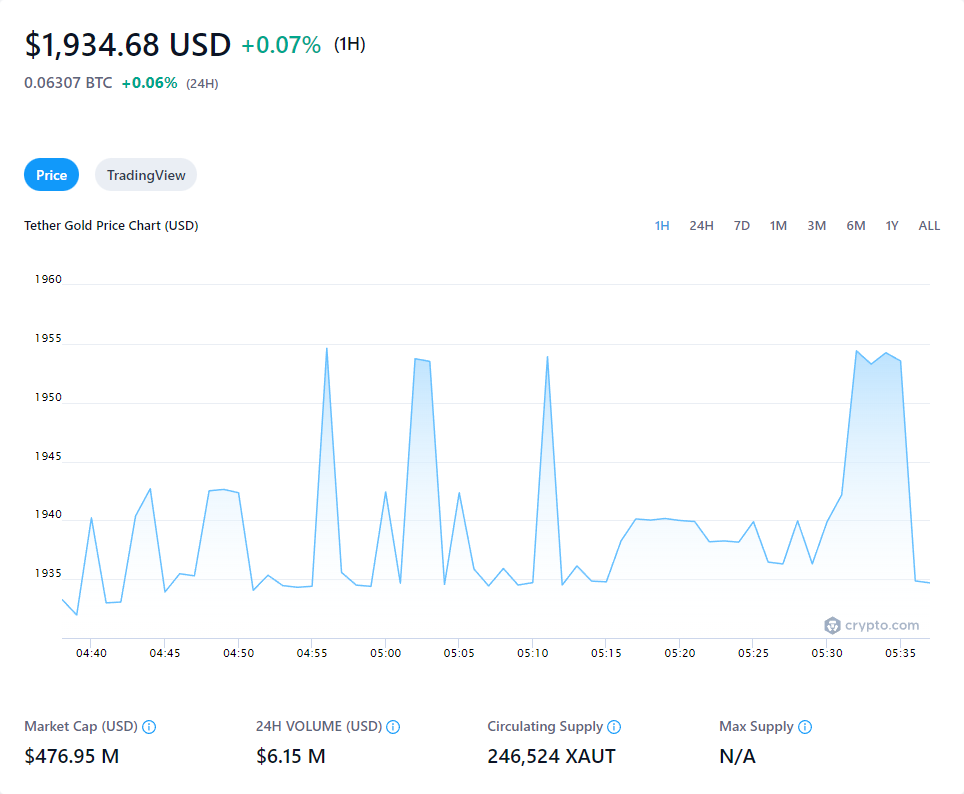 $1,934.68 USD +0.07% (1H)
0.06307 BTC +0.06% (24H)
Price TradingView
Tether Gold Price Chart (USD) 1H 24H 7D 1M 3M 6M 1Y ALL
1960
1955
1950
1945
1940
1935
crypto.com
04:40 04:45 04:50 04:55 05:00 05:05 05:10 05:15 05:20 05:25 05:30 05:35
Market Cap (USD) 24H VOLUME (USD) Circulating Supply Max Supply
$476.95 M $6.15 M 246,524 XAUT N/A